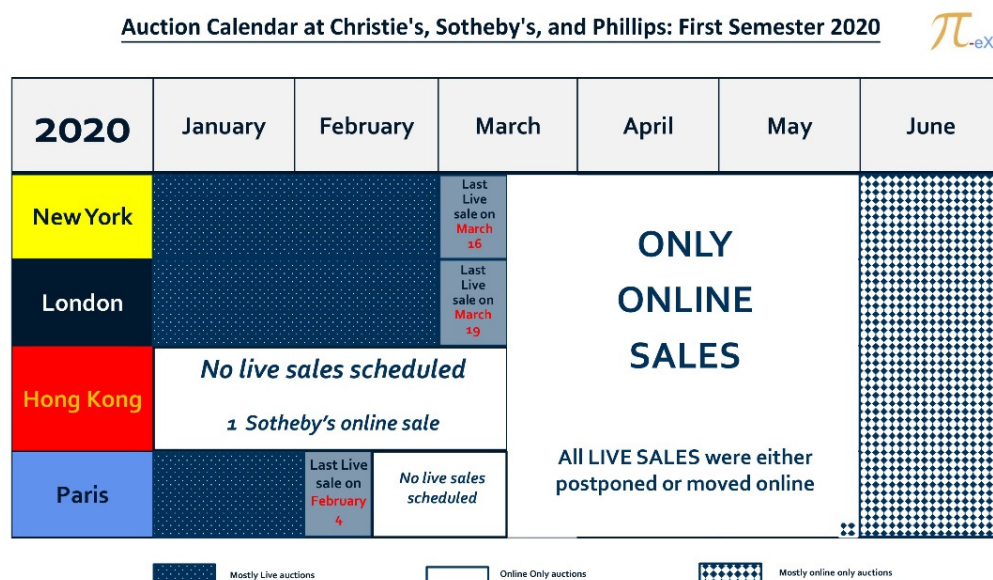 Auction Calendar at Christie's, Sotheby's, and Phillips: First Semester 2020
π-eX
2020
January
February
March
April
May
June
New York
Last
Live
sale on
March
16
London
Last
Live
sale on
March
19
ONLY
ONLINE
SALES
Hong Kong
No live sales scheduled
1 Sotheby's online sale
Paris
Last Live
sale on
February
4
No live sales
scheduled
All LIVE SALES were either
postponed or moved online
Mostly Live auctions
Online Only auctions
Mostly online only auctions